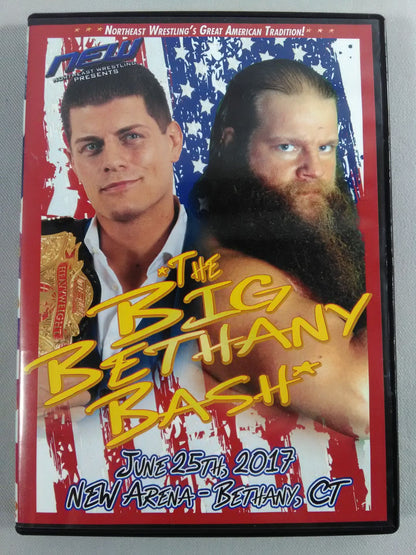 * * * NORTHEAST WRESTLING'S GREAT AMERICAN TRADITION! * * *
NEW
NORTHEAST WRESTLING
PRESENTS
*THE
BIG
BETHANY
BASH*
JUNE 25TH, 2017
NEW ARENA - BETHANY, CT